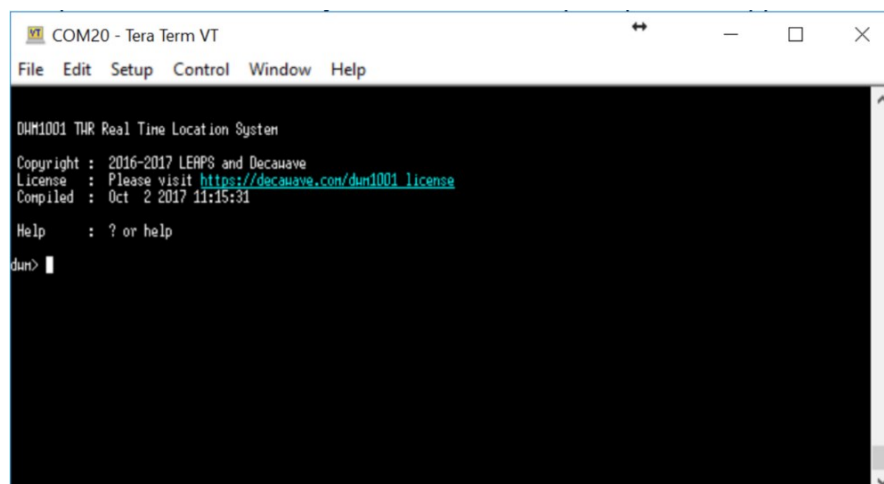 COM20 - Tera Term VT
File Edit Setup Control Window Help
DWM1001 TWR Real Time Location System
Copyright : 2016-2017 LEAPS and Decawave
License : Please visit https://decawave.com/dwm1001_license
Compiled : Oct 2 2017 11:15:31
Help : ? or help
dwm>